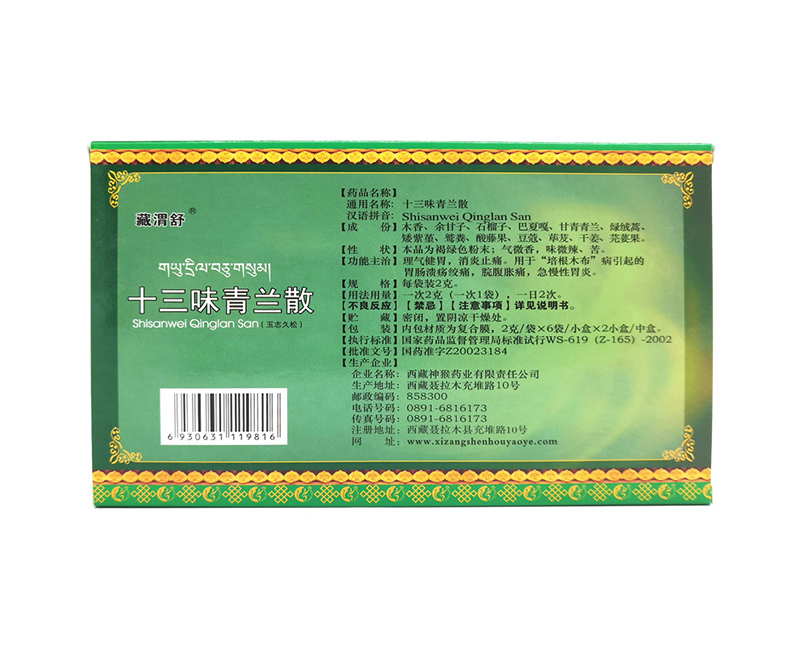 藏渭舒®
གཡུ་དྲིལ་བཅུ་གསུམ།
十三味青兰散
Shisanwei Qinglan San(玉志久松)
6 930631 119816
【药品名称】
通用名称：十三味青兰散
汉语拼音：Shisanwei Qinglan San
【成 份】木香、余甘子、石榴子、巴夏嘎、甘青青兰、绿绒蒿、
矮紫堇、鹫粪、酸藤果、豆蔻、荜茇、干姜、芫荽果。
【性 状】本品为褐绿色粉末；气微香，味微辣、苦。
【功能主治】理气健胃，消炎止痛。用于“培根木布”病引起的
胃肠溃疡绞痛，脘腹胀痛，急慢性胃炎。
【规 格】每袋装2克。
【用法用量】一次2克（一次1袋），一日2次。
【不良反应】【禁忌】【注意事项】详见说明书。
【贮 藏】密闭，置阴凉干燥处。
【包 装】内包材质为复合膜，2克/袋×6袋/小盒×2小盒/中盒。
【执行标准】国家药品监督管理局标准试行WS-619（Z-165）-2002
【批准文号】国药准字Z20023184
【生产企业】
企业名称：西藏神猴药业有限责任公司
生产地址：西藏聂拉木充堆路10号
邮政编码：858300
电话号码：0891-6816173
传真号码：0891-6816173
注册地址：西藏聂拉木县充堆路10号
网 址：www.xizangshenhouyaoye.com